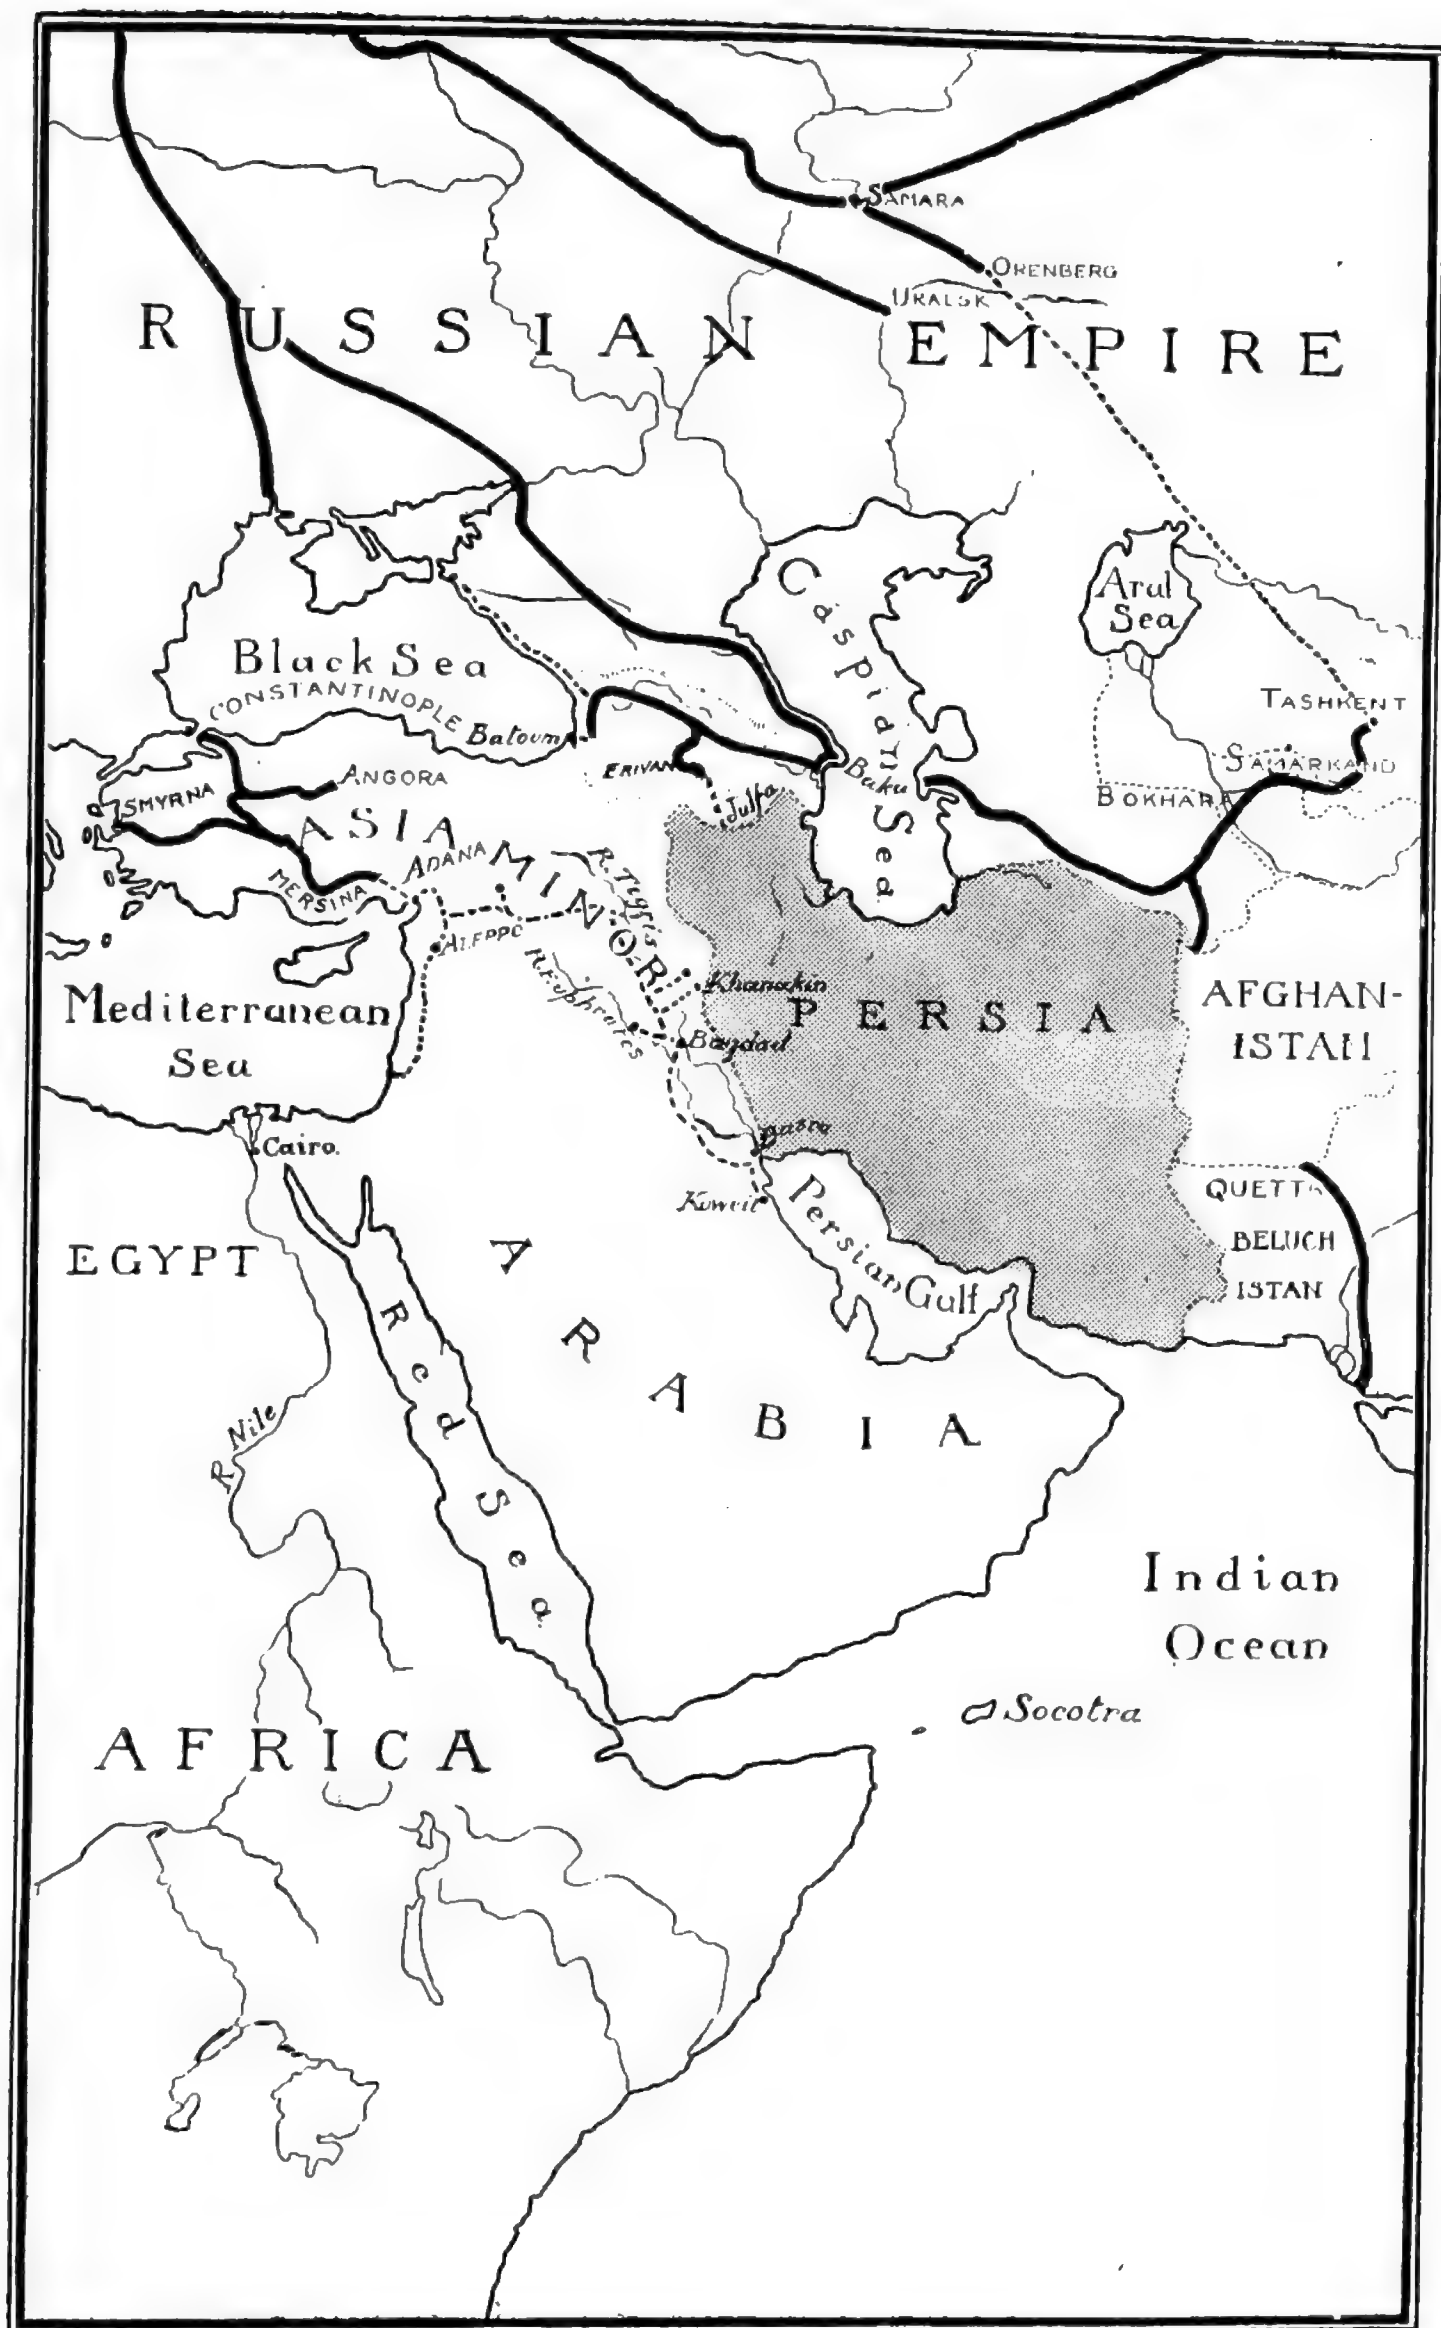 SAMARA
ORENBERG
URALSK
RUSSIAN EMPIRE
Caspian Sea
Arul Sea
Black Sea
CONSTANTINOPLE
Batoum
TASHKENT
SAMARKAND
BOKHARA
ERIVAN
Julfa
Baku
ANGORA
SMYRNA
ASIA MINOR
ADANA
MERSINA
R. Tigris
ALEPPO
R. Euphrates
Khanakin
Bagdad
PERSIA
AFGHAN-
ISTAN
Mediterranean
Sea
Cairo.
Basra
Kuweit
Persian Gulf
QUETTA
BELUCH
ISTAN
EGYPT
ARABIA
Red Sea
R Nile
Indian
Ocean
Socotra
AFRICA